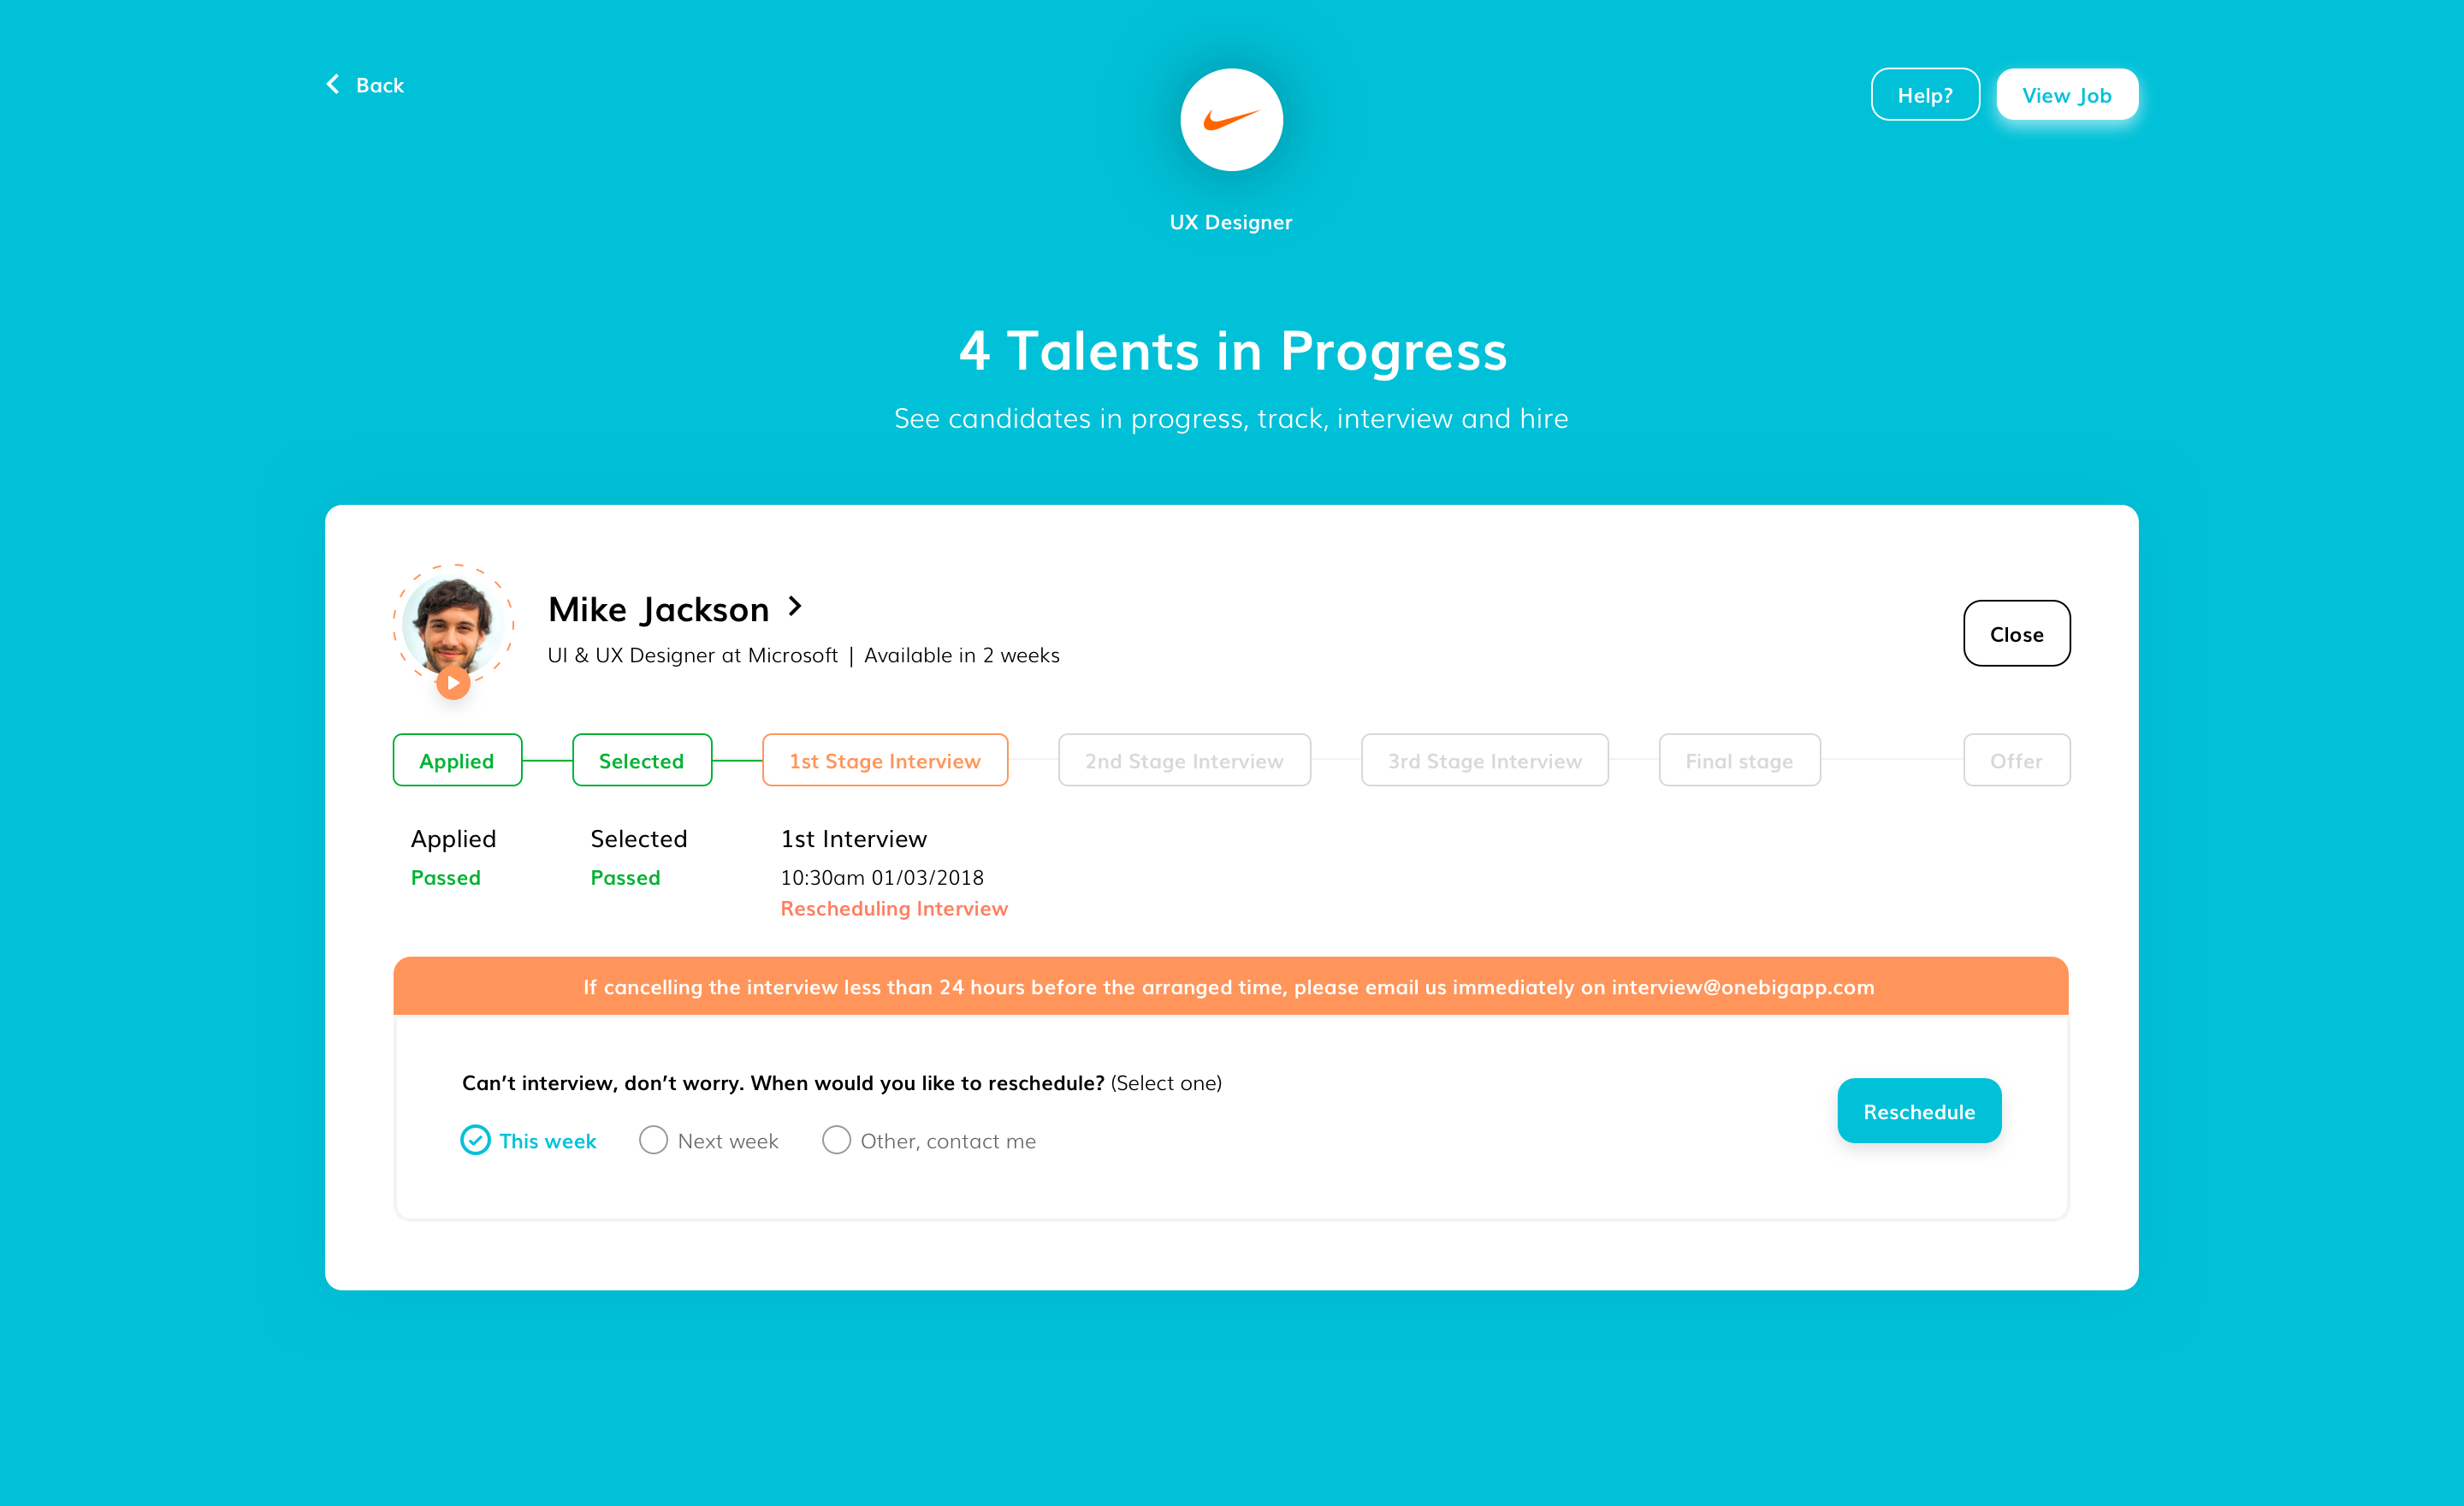 Back
Help?
View Job
UX Designer
4 Talents in Progress
See candidates in progress, track, interview and hire
Mike Jackson
UI & UX Designer at Microsoft | Available in 2 weeks
Close
Applied
Selected
1st Stage Interview
2nd Stage Interview
3rd Stage Interview
Final stage
Offer
Applied
Passed
Selected
Passed
1st Interview
10:30am 01/03/2018
Rescheduling Interview
If cancelling the interview less than 24 hours before the arranged time, please email us immediately on interview@onebigapp.com
Can’t interview, don’t worry. When would you like to reschedule? (Select one)
This week
Next week
Other, contact me
Reschedule